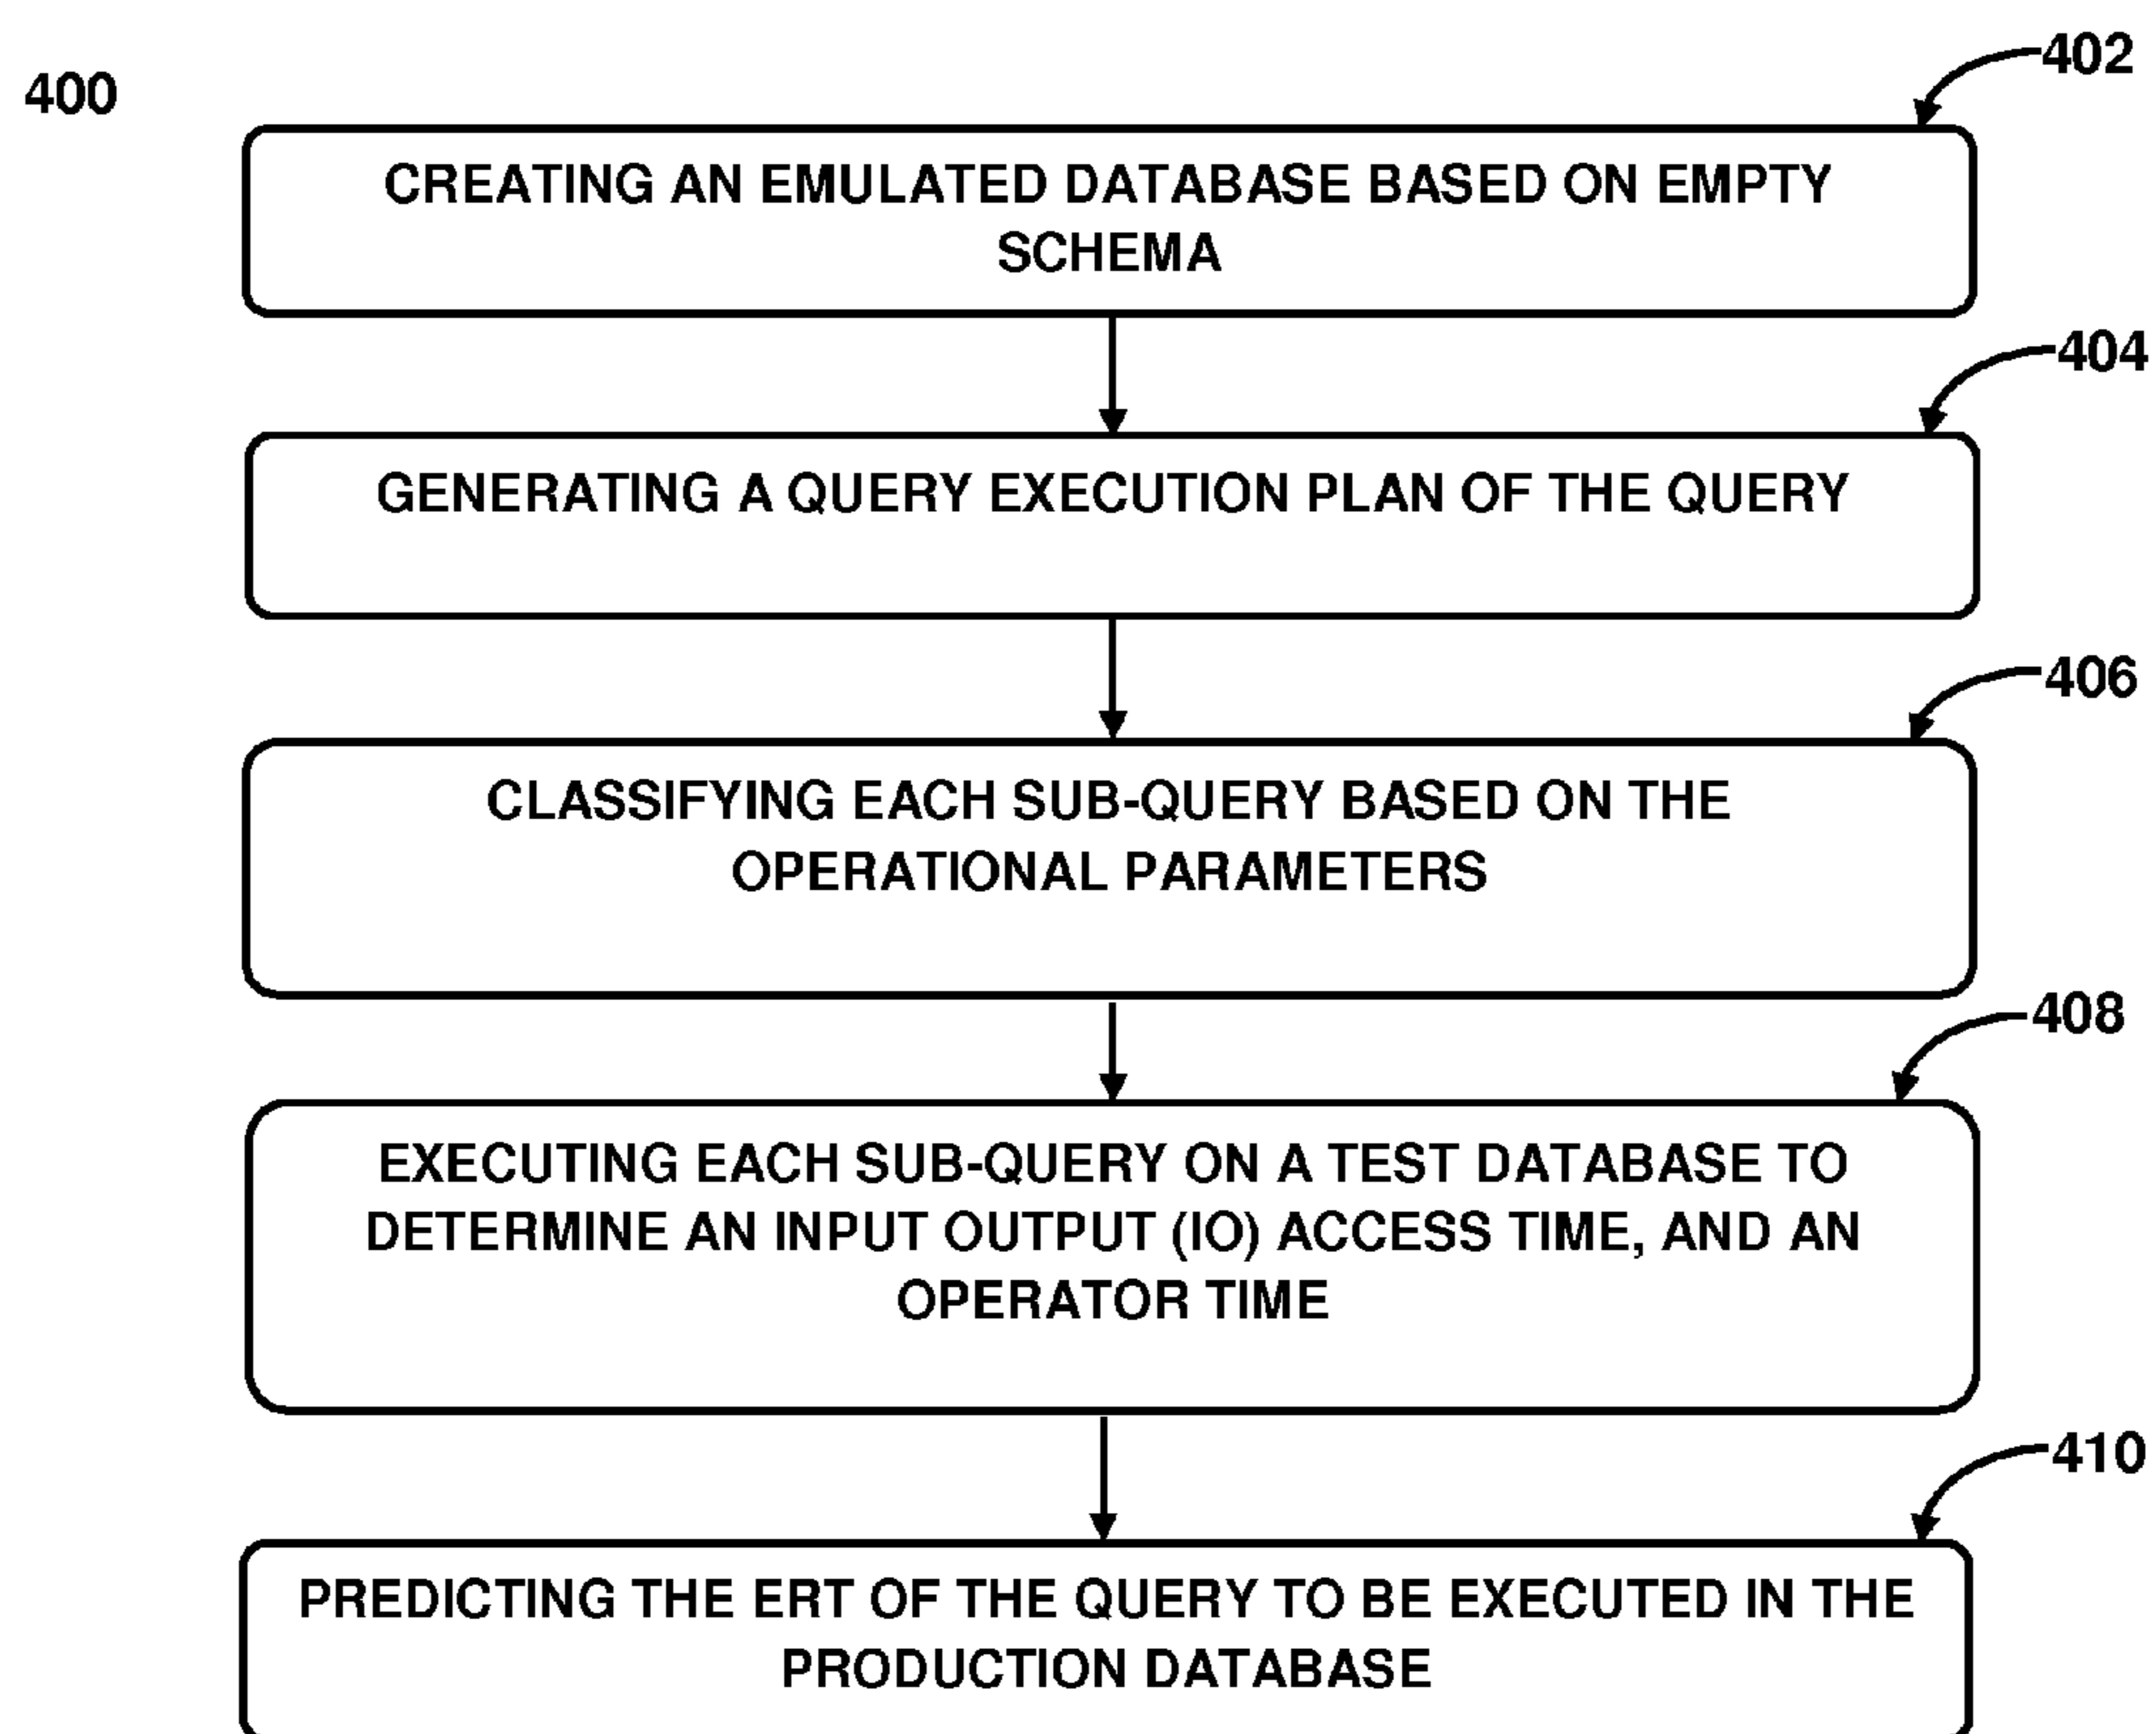 402
400
CREATING AN EMULATED DATABASE BASED ON EMPTY
SCHEMA
404
GENERATING A QUERY EXECUTION PLAN OF THE QUERY
406
CLASSIFYING EACH SUB-QUERY BASED ON THE
OPERATIONAL PARAMETERS
408
EXECUTING EACH SUB-QUERY ON A TEST DATABASE TO
DETERMINE AN INPUT OUTPUT (IO) ACCESS TIME, AND AN
OPERATOR TIME
410
PREDICTING THE ERT OF THE QUERY TO BE EXECUTED IN THE
PRODUCTION DATABASE